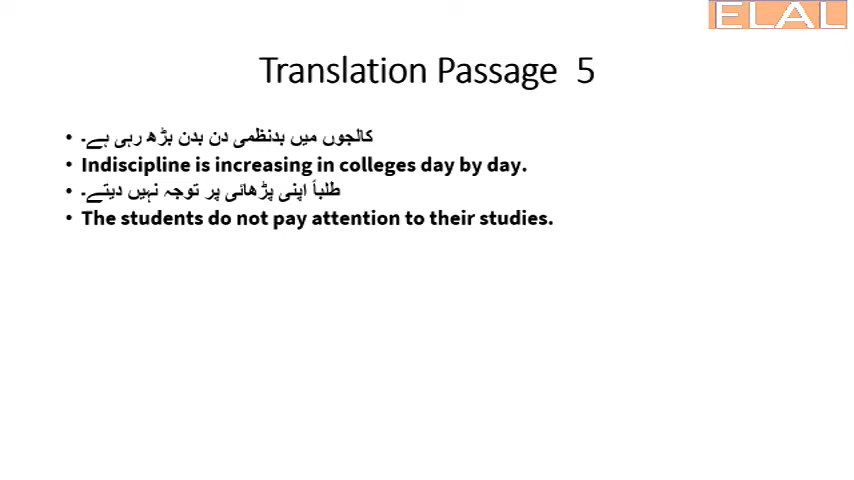 ELAL
Translation Passage 5
• کالجوں میں بدنظمی دن بدن بڑھ رہی ہے۔
• Indiscipline is increasing in colleges day by day.
• طلباً اپنی پڑھائی پر توجہ نہیں دیتے۔
• The students do not pay attention to their studies.